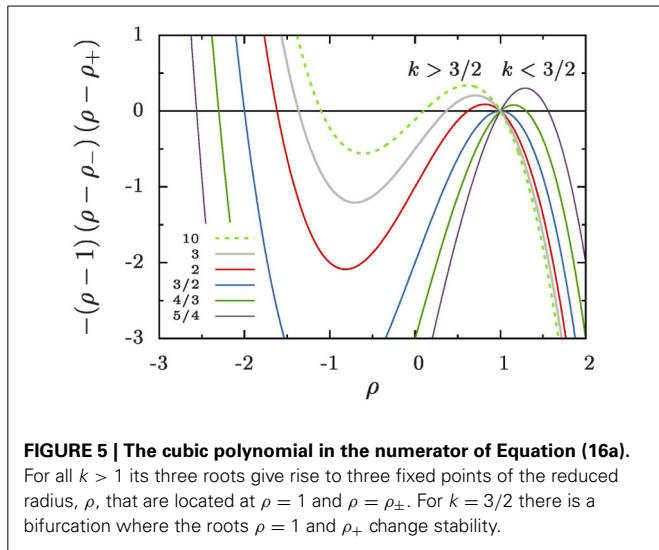 −(ρ − 1) (ρ − ρ₋) (ρ − ρ₊)
1
0
-1
-2
-3
k > 3/2 k < 3/2
10
3
2
3/2
4/3
5/4
-3 -2 -1 0 1 2
ρ
FIGURE 5 | The cubic polynomial in the numerator of Equation (16a).
For all k > 1 its three roots give rise to three fixed points of the reduced
radius, ρ, that are located at ρ = 1 and ρ = ρ±. For k = 3/2 there is a
bifurcation where the roots ρ = 1 and ρ₊ change stability.